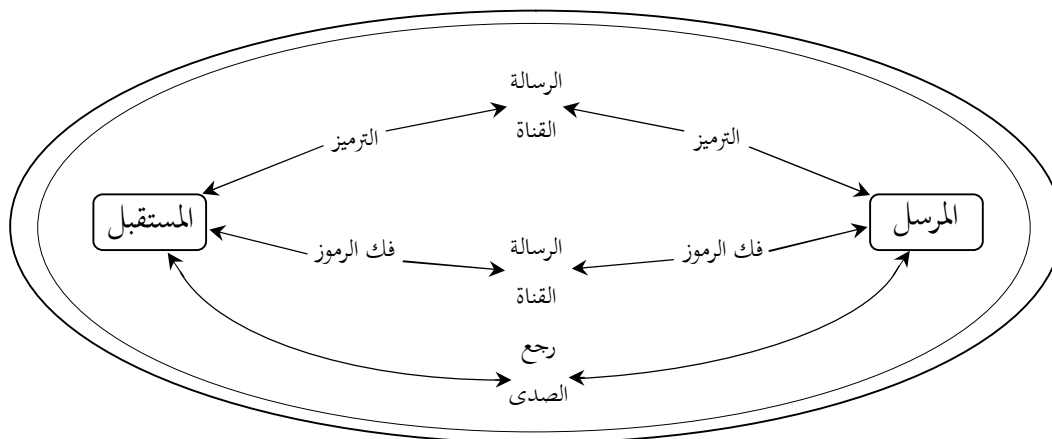 الرسالة
القناة
الترميز
الترميز
المرسل
المستقبل
فك الرموز
الرسالة
القناة
فك الرموز
رجع
الصدى